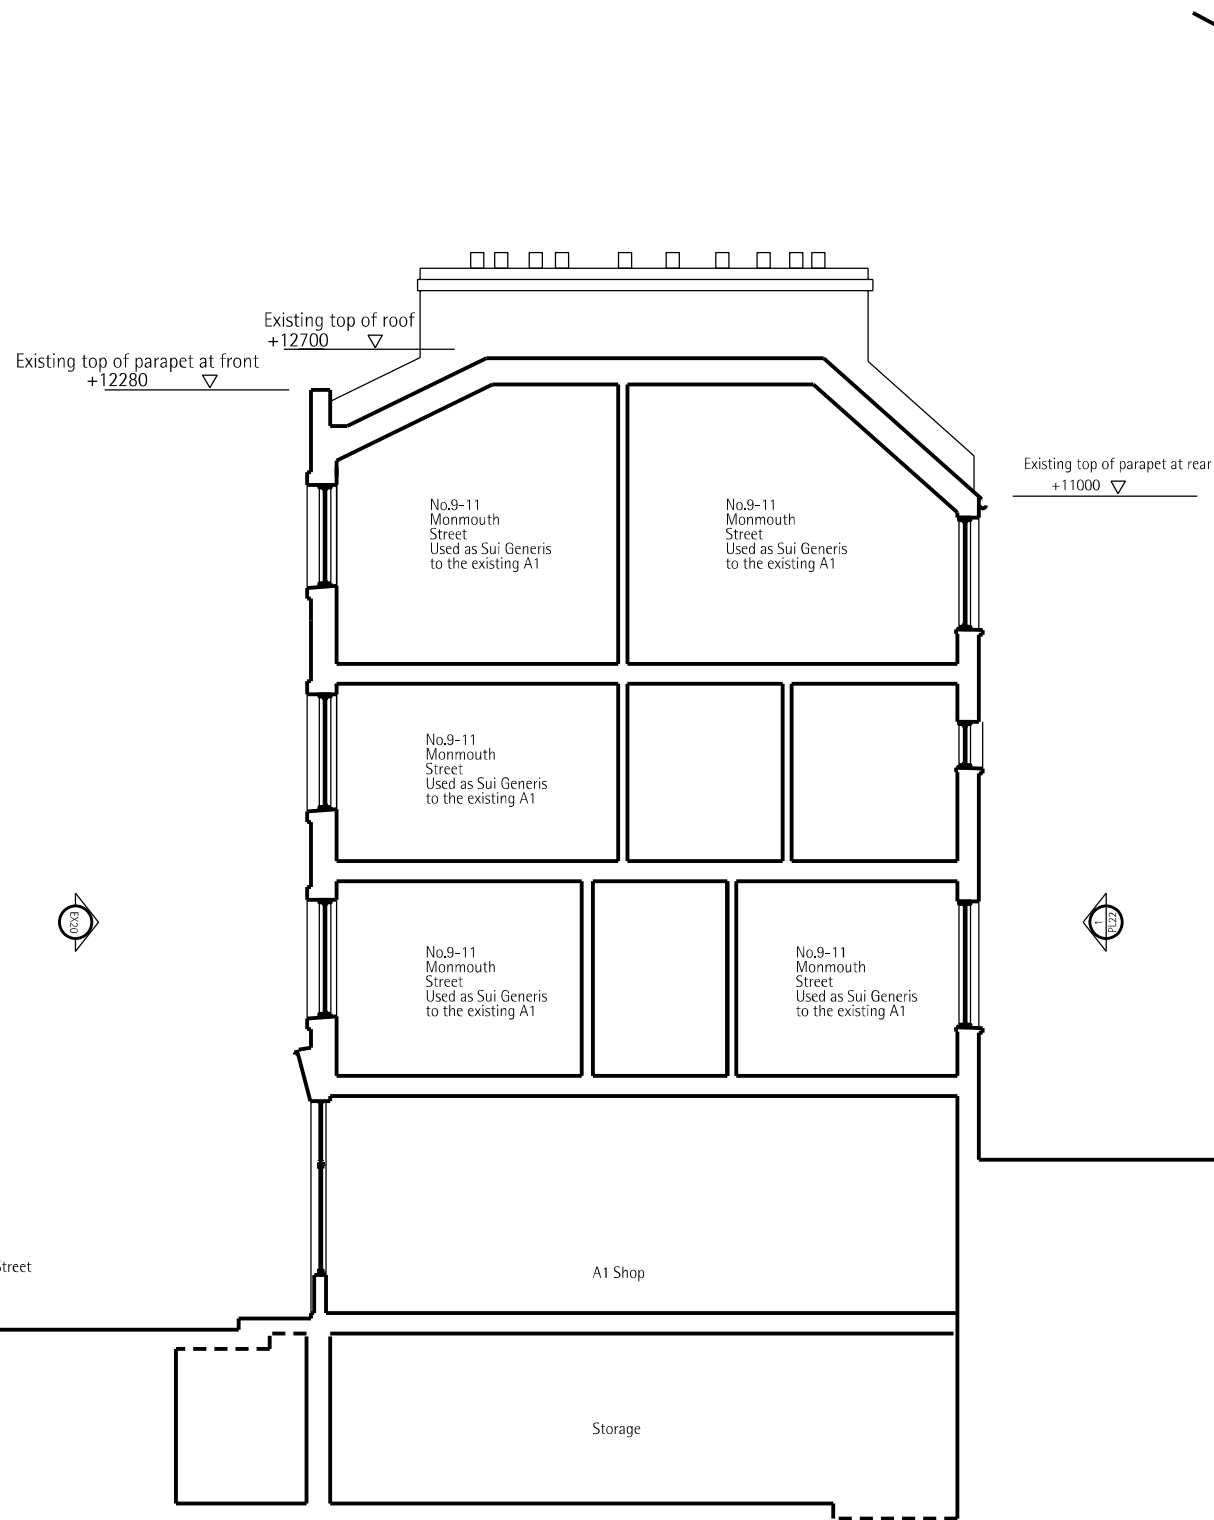 Existing top of roof
+12700
Existing top of parapet at front
+12280
Existing top of parapet at rear
+11000
No.9-11
Monmouth
Street
Used as Sui Generis
to the existing A1
No.9-11
Monmouth
Street
Used as Sui Generis
to the existing A1
No.9-11
Monmouth
Street
Used as Sui Generis
to the existing A1
EX20
1
PL22
No.9-11
Monmouth
Street
Used as Sui Generis
to the existing A1
No.9-11
Monmouth
Street
Used as Sui Generis
to the existing A1
Street
A1 Shop
Storage